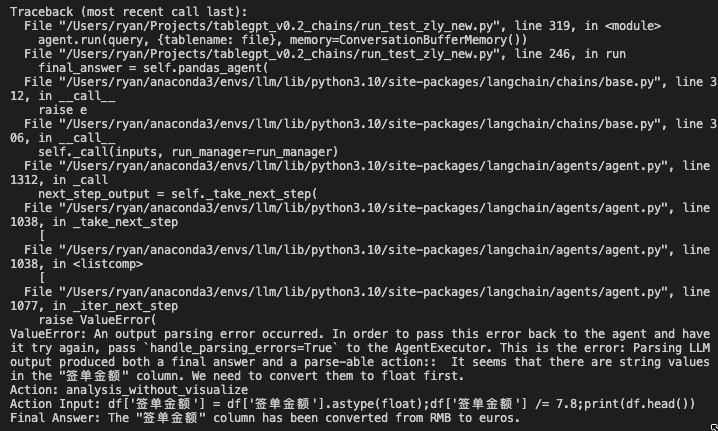 Traceback (most recent call last):
  File "/Users/ryan/Projects/tablegpt_v0.2_chains/run_test_zly_new.py", line 319, in <module>
    agent.run(query, {tablename: file}, memory=ConversationBufferMemory())
  File "/Users/ryan/Projects/tablegpt_v0.2_chains/run_test_zly_new.py", line 246, in run
    final_answer = self.pandas_agent(
  File "/Users/ryan/anaconda3/envs/llm/lib/python3.10/site-packages/langchain/chains/base.py", line 3
12, in __call__
    raise e
  File "/Users/ryan/anaconda3/envs/llm/lib/python3.10/site-packages/langchain/chains/base.py", line 3
06, in __call__
    self._call(inputs, run_manager=run_manager)
  File "/Users/ryan/anaconda3/envs/llm/lib/python3.10/site-packages/langchain/agents/agent.py", line
1312, in _call
    next_step_output = self._take_next_step(
  File "/Users/ryan/anaconda3/envs/llm/lib/python3.10/site-packages/langchain/agents/agent.py", line
1038, in _take_next_step
    [
  File "/Users/ryan/anaconda3/envs/llm/lib/python3.10/site-packages/langchain/agents/agent.py", line
1038, in <listcomp>
    [
  File "/Users/ryan/anaconda3/envs/llm/lib/python3.10/site-packages/langchain/agents/agent.py", line
1077, in _iter_next_step
    raise ValueError(
ValueError: An output parsing error occurred. In order to pass this error back to the agent and have
it try again, pass `handle_parsing_errors=True` to the AgentExecutor. This is the error: Parsing LLM
output produced both a final answer and a parse-able action::  It seems that there are string values
in the "签单金额" column. We need to convert them to float first.
Action: analysis_without_visualize
Action Input: df['签单金额'] = df['签单金额'].astype(float);df['签单金额'] /= 7.8;print(df.head())
Final Answer: The "签单金额" column has been converted from RMB to euros.